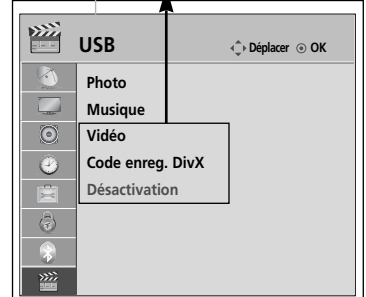 USB
Déplacer OK
Photo
Musique
Vidéo
Code enreg. DivX
Désactivation